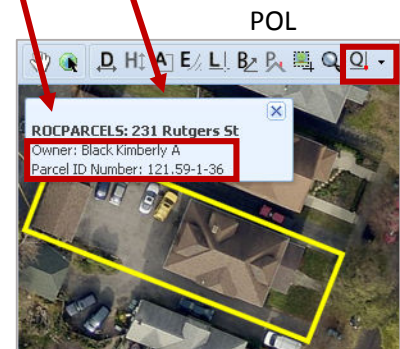 POL
D H A E L B Q
ROCPARCELS: 231 Rutgers St
Owner: Black Kimberly A
Parcel ID Number: 121.59-1-36